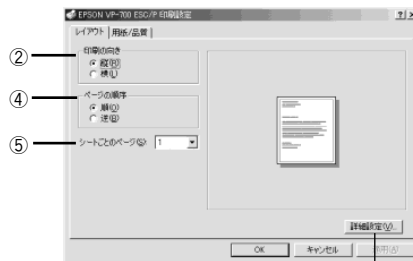 EPSON VP-700 ESC/P 印刷設定
レイアウト 用紙/品質
② 印刷の向き
縦(R)
横(L)
④ ページの順序
順(O)
逆(B)
⑤ シートごとのページ(S) 1
詳細設定(V)...
OK キャンセル 適用(A)